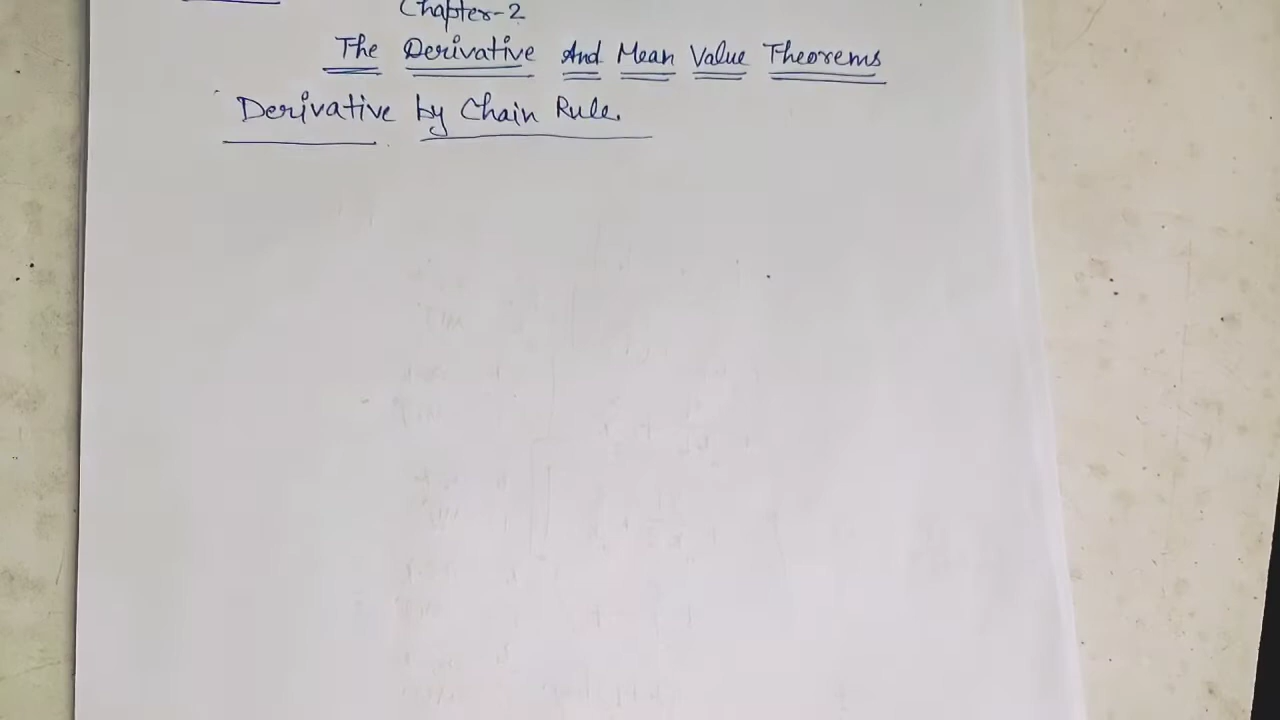 Chapter-2
The Derivative And Mean Value Theorems
Derivative by Chain Rule.